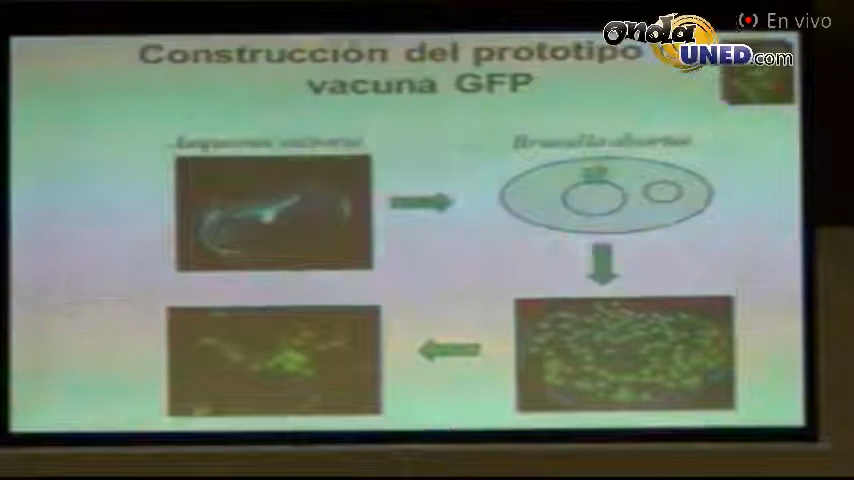 onda
UNED.com
En vivo
Construcción del prototipo
vacuna GFP
Brucella abortus